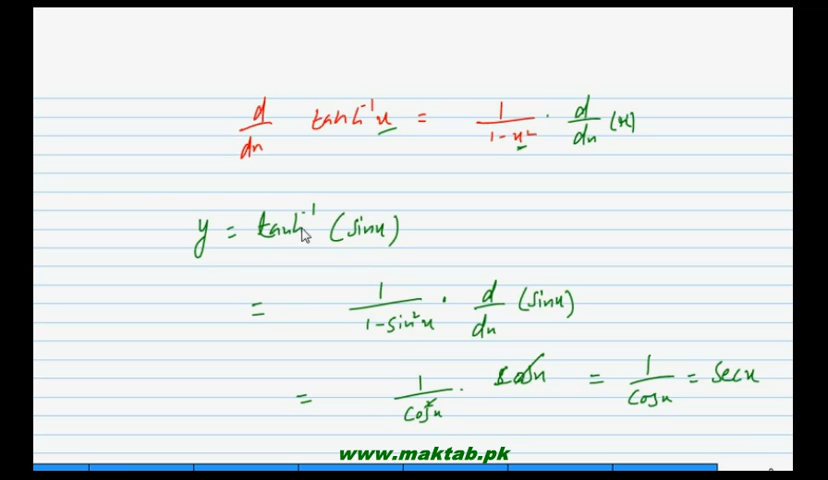 d/dx tanh⁻¹x = 1/(1-x²) · d/dx (x)
y = tanh⁻¹ (sinx)
= 1/(1-sin²x) · d/dx (sinx)
= 1/cos²x · cosx = 1/cosx = secx
www.maktab.pk